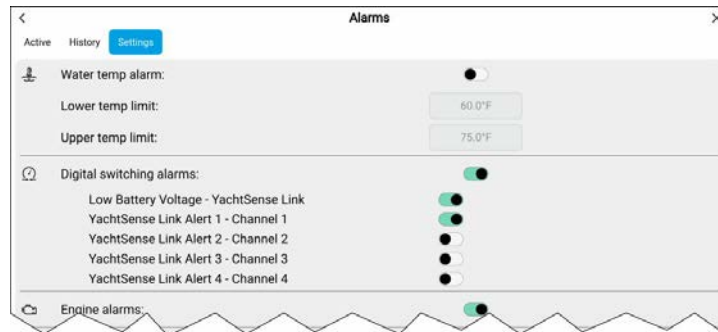 Alarms
Active History Settings
Water temp alarm:
Lower temp limit: 60.0°F
Upper temp limit: 75.0°F
Digital switching alarms:
Low Battery Voltage - YachtSense Link
YachtSense Link Alert 1 - Channel 1
YachtSense Link Alert 2 - Channel 2
YachtSense Link Alert 3 - Channel 3
YachtSense Link Alert 4 - Channel 4
Engine alarms: